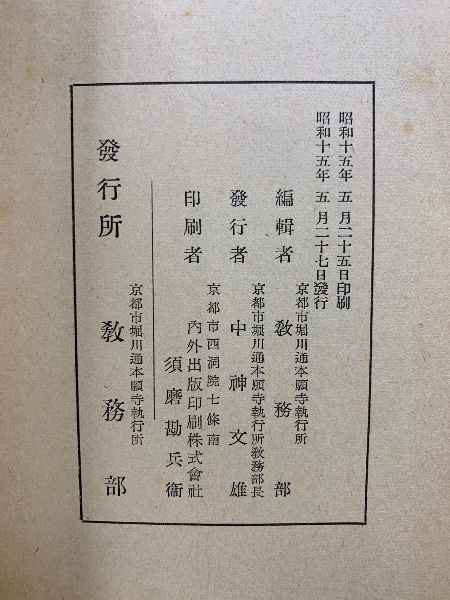 昭和十五年五月二十五日印刷
昭和十五年五月二十七日發行
京都市堀川通本願寺執行所
編輯者 敎務部
京都市堀川通本願寺執行所敎務部長
發行者 中神文雄
京都市西洞院七條南
內外出版印刷株式會社
印刷者 須磨勘兵衞
京都市堀川通本願寺執行所
發行所 敎務部